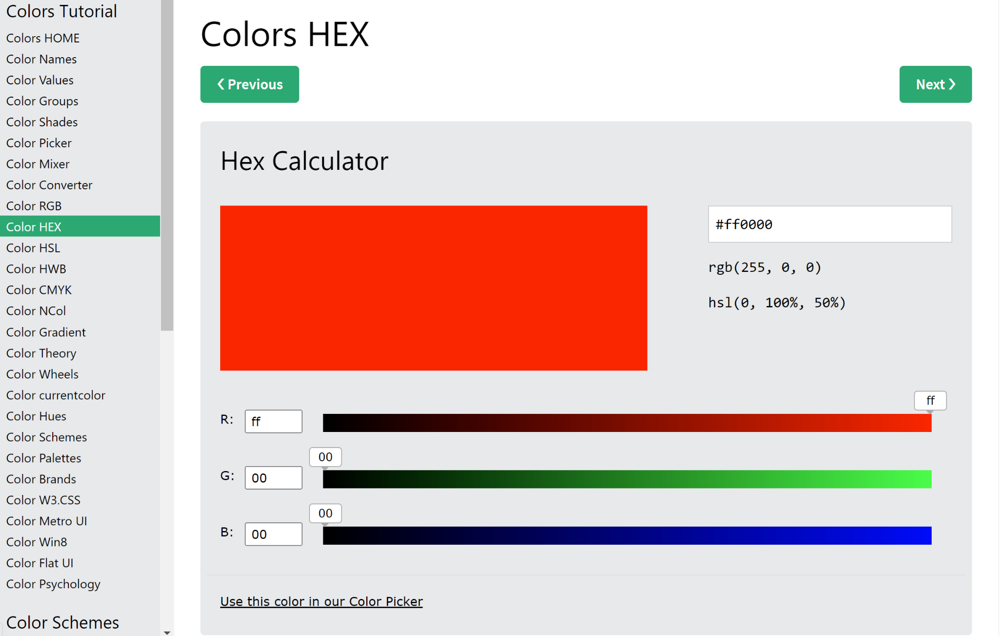 Colors Tutorial
Colors HOME
Color Names
Color Values
Color Groups
Color Shades
Color Picker
Color Mixer
Color Converter
Color RGB
Color HEX
Color HSL
Color HWB
Color CMYK
Color NCol
Color Gradient
Color Theory
Color Wheels
Color currentcolor
Color Hues
Color Schemes
Color Palettes
Color Brands
Color W3.CSS
Color Metro UI
Color Win8
Color Flat UI
Color Psychology
Color Schemes
Colors HEX
❮ Previous
Next ❯
Hex Calculator
#ff0000
rgb(255, 0, 0)
hsl(0, 100%, 50%)
ff
R: ff
00
G: 00
00
B: 00
Use this color in our Color Picker